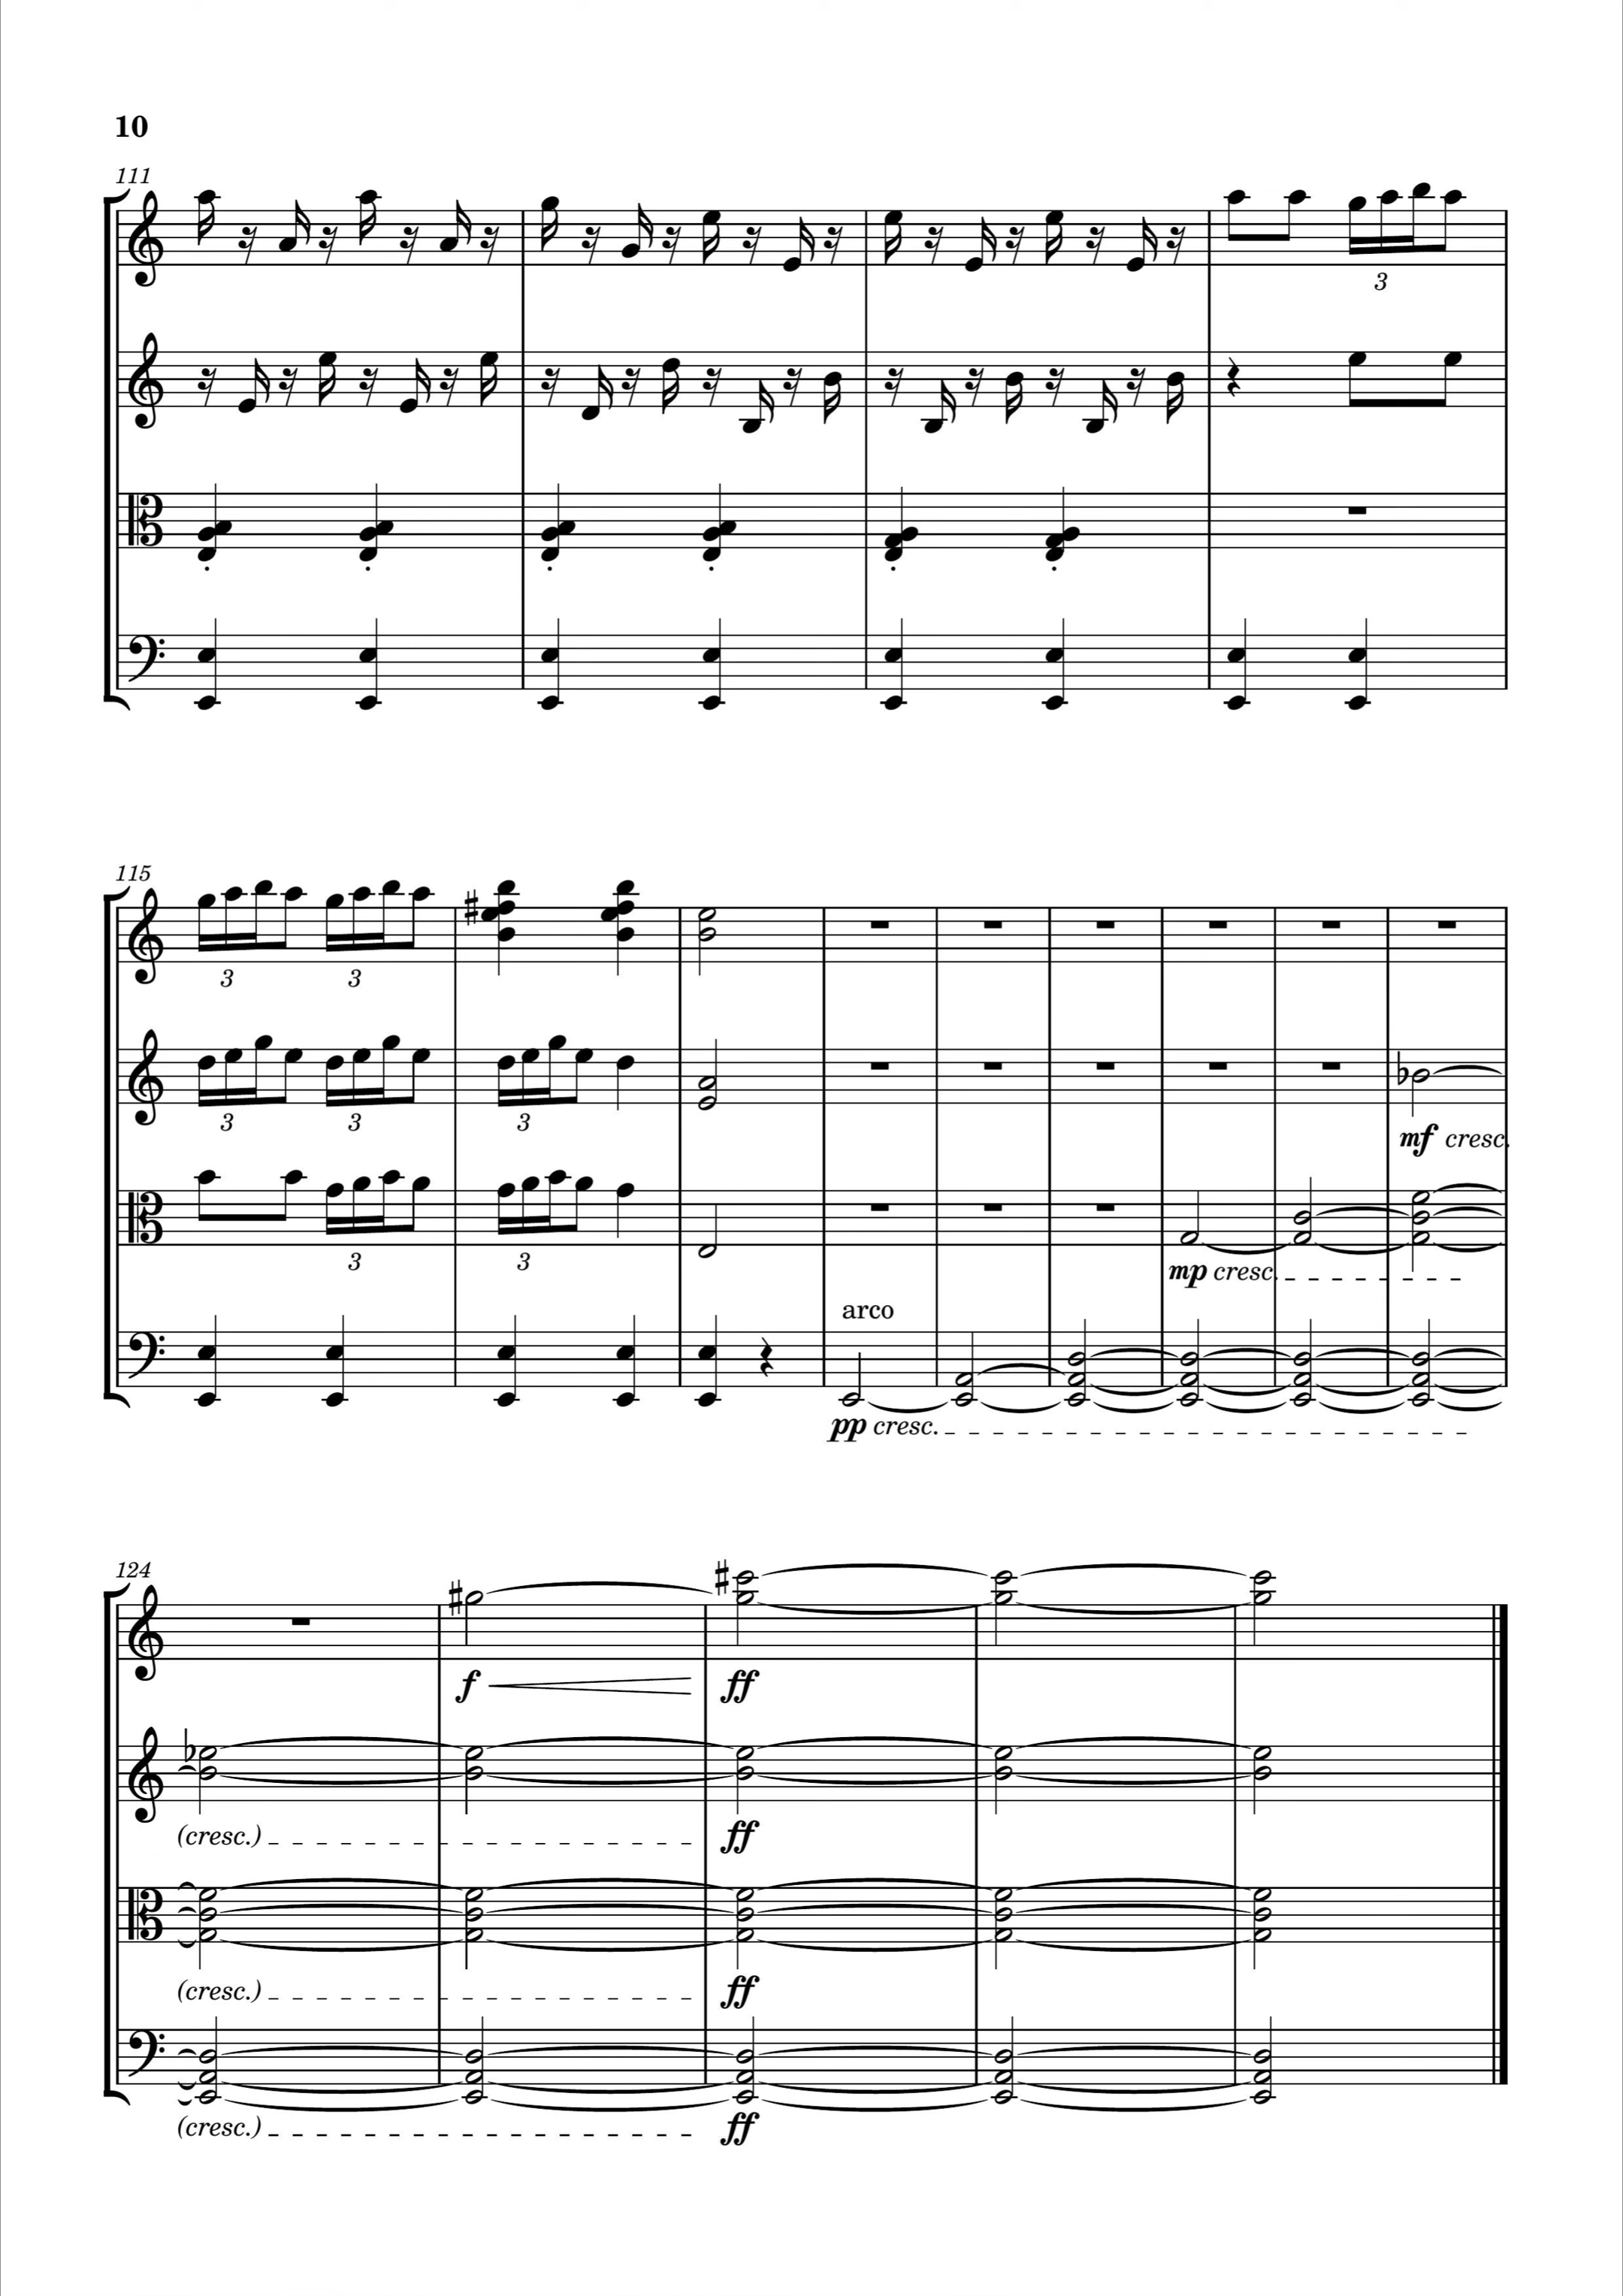 10
111
3
115
3 3
3 3 3
mf cresc.
3 3
mp cresc.
arco
pp cresc.
124
f ff
(cresc.) ff
(cresc.) ff
(cresc.) ff